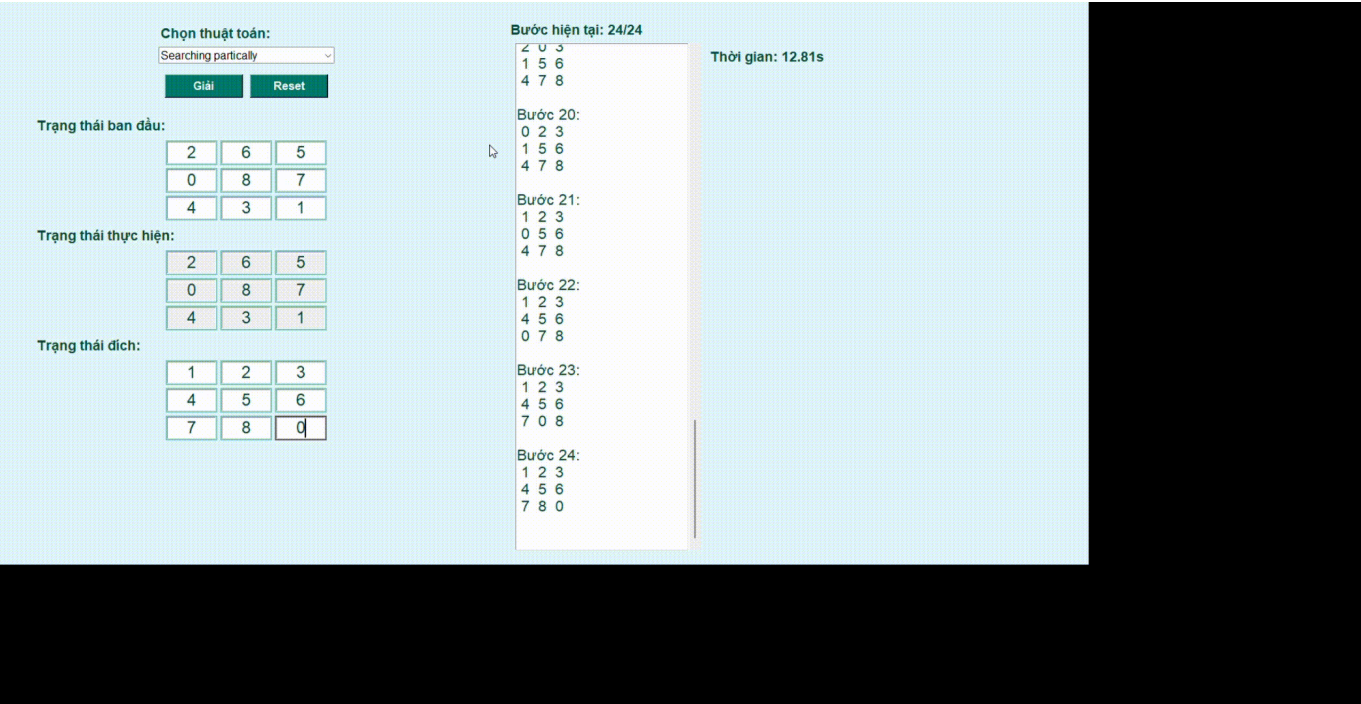 Chọn thuật toán:
Searching partically
Giải Reset
Trạng thái ban đầu:
2 6 5
0 8 7
4 3 1
Trạng thái thực hiện:
2 6 5
0 8 7
4 3 1
Trạng thái đích:
1 2 3
4 5 6
7 8 0
Bước hiện tại: 24/24
2 0 3
1 5 6
4 7 8
Bước 20:
0 2 3
1 5 6
4 7 8
Bước 21:
1 2 3
0 5 6
4 7 8
Bước 22:
1 2 3
4 5 6
0 7 8
Bước 23:
1 2 3
4 5 6
7 0 8
Bước 24:
1 2 3
4 5 6
7 8 0
Thời gian: 12.81s